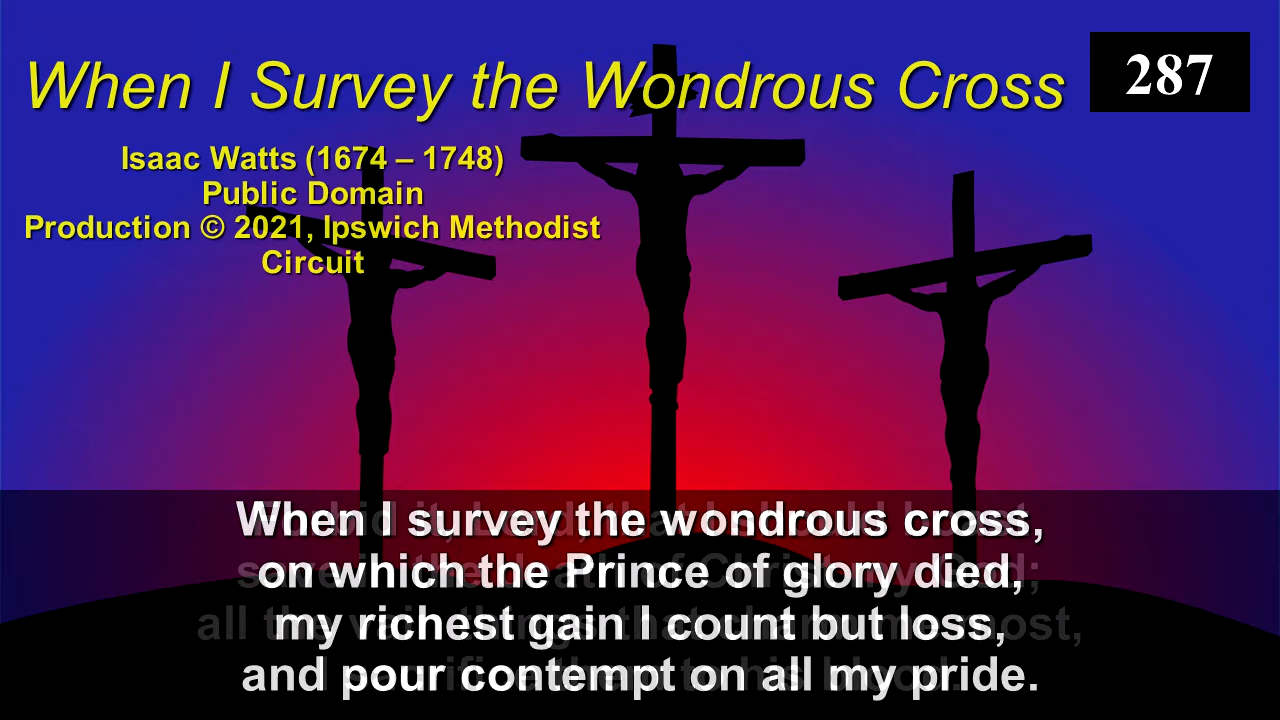 When I Survey the Wondrous Cross
287
Isaac Watts (1674 – 1748)
Public Domain
Production © 2021, Ipswich Methodist
Circuit
When I survey the wondrous cross,
on which the Prince of glory died,
my richest gain I count but loss,
and pour contempt on all my pride.